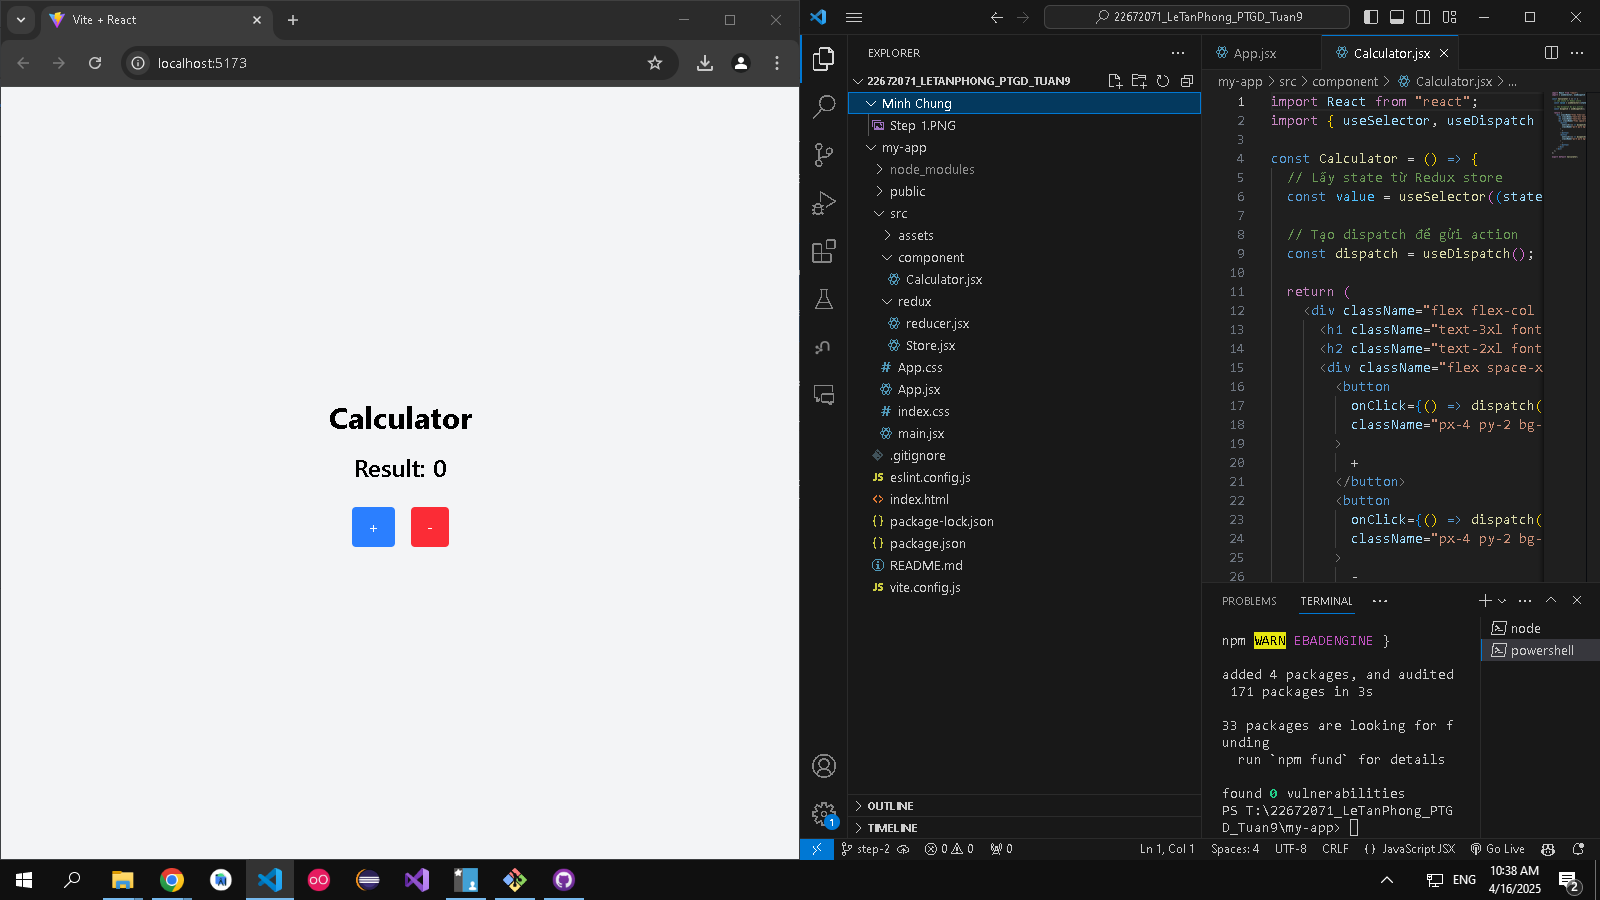 Vite + React
localhost:5173
Calculator
Result: 0
+
-
22672071_LeTanPhong_PTGD_Tuan9
EXPLORER
22672071_LETANPHONG_PTGD_TUAN9
Minh Chung
Step 1.PNG
my-app
node_modules
public
src
assets
component
Calculator.jsx
redux
reducer.jsx
Store.jsx
App.css
App.jsx
index.css
main.jsx
.gitignore
eslint.config.js
index.html
package-lock.json
package.json
README.md
vite.config.js
OUTLINE
TIMELINE
App.jsx
Calculator.jsx
my-app > src > component > Calculator.jsx > ...
1 import React from "react";
2 import { useSelector, useDispatch
3
4 const Calculator = () => {
5 // Lấy state từ Redux store
6 const value = useSelector((state
7
8 // Tạo dispatch để gửi action
9 const dispatch = useDispatch();
10
11 return (
12 <div className="flex flex-col
13 <h1 className="text-3xl font
14 <h2 className="text-2xl font
15 <div className="flex space-x
16 <button
17 onClick={() => dispatch(
18 className="px-4 py-2 bg-
19 >
20 +
21 </button>
22 <button
23 onClick={() => dispatch(
24 className="px-4 py-2 bg-
25 >
26 -
PROBLEMS
TERMINAL
node
powershell
npm WARN EBADENGINE }
added 4 packages, and audited
171 packages in 3s
33 packages are looking for f
unding
run `npm fund` for details
found 0 vulnerabilities
PS T:\22672071_LeTanPhong_PTG
D_Tuan9\my-app>
1
step-2
0 0
0
Ln 1, Col 1
Spaces: 4
UTF-8
CRLF
{} JavaScript JSX
Go Live
ENG
10:38 AM
4/16/2025
2